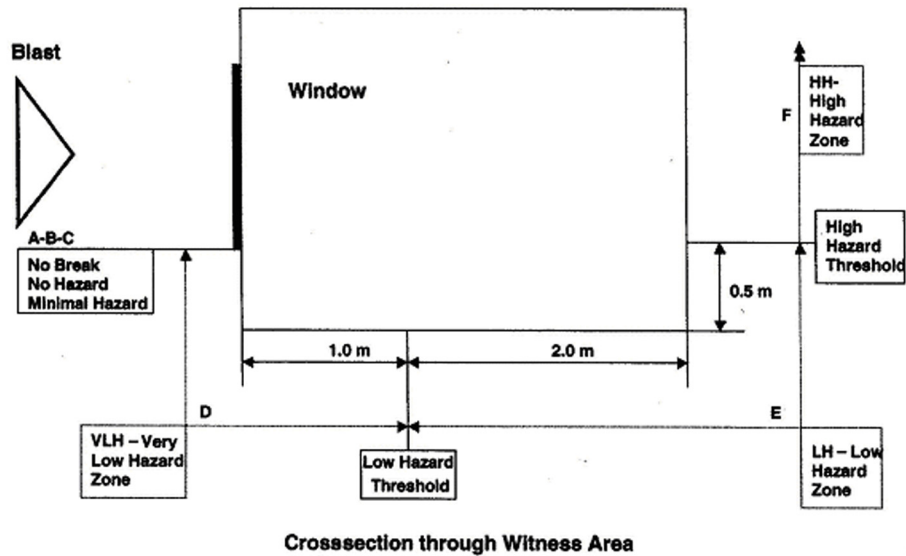 Blast
Window
HH-
High
Hazard
Zone
F
A-B-C
No Break
No Hazard
Minimal Hazard
High
Hazard
Threshold
0.5 m
1.0 m
2.0 m
D
E
VLH – Very
Low Hazard
Zone
Low Hazard
Threshold
LH – Low
Hazard
Zone
Crosssection through Witness Area